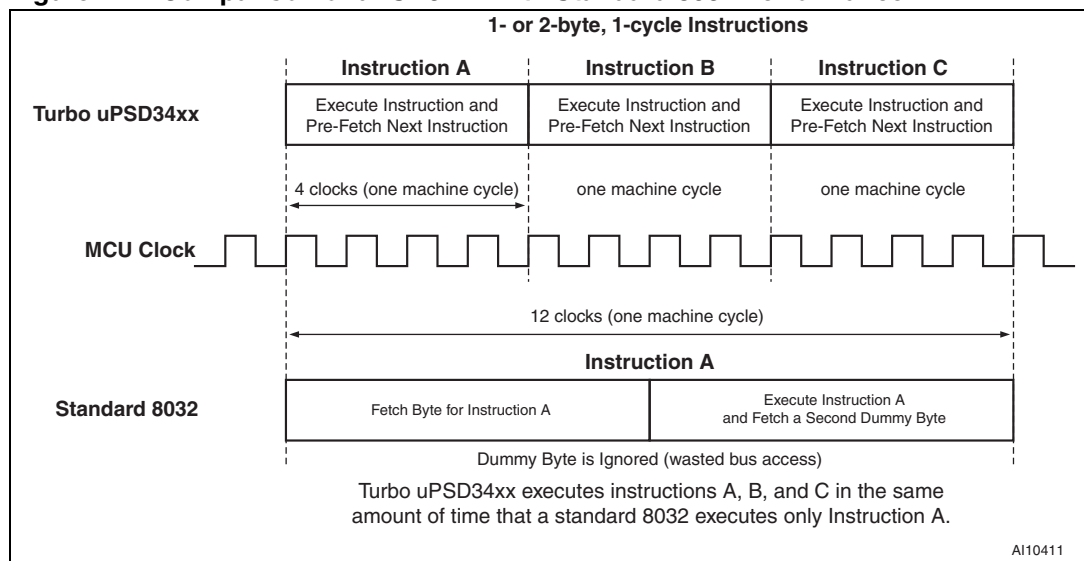 1- or 2-byte, 1-cycle Instructions
Instruction A
Instruction B
Instruction C
Turbo uPSD34xx
Execute Instruction and
Pre-Fetch Next Instruction
Execute Instruction and
Pre-Fetch Next Instruction
Execute Instruction and
Pre-Fetch Next Instruction
4 clocks (one machine cycle)
one machine cycle
one machine cycle
MCU Clock
12 clocks (one machine cycle)
Instruction A
Standard 8032
Fetch Byte for Instruction A
Execute Instruction A
and Fetch a Second Dummy Byte
Dummy Byte is Ignored (wasted bus access)
Turbo uPSD34xx executes instructions A, B, and C in the same
amount of time that a standard 8032 executes only Instruction A.
AI10411